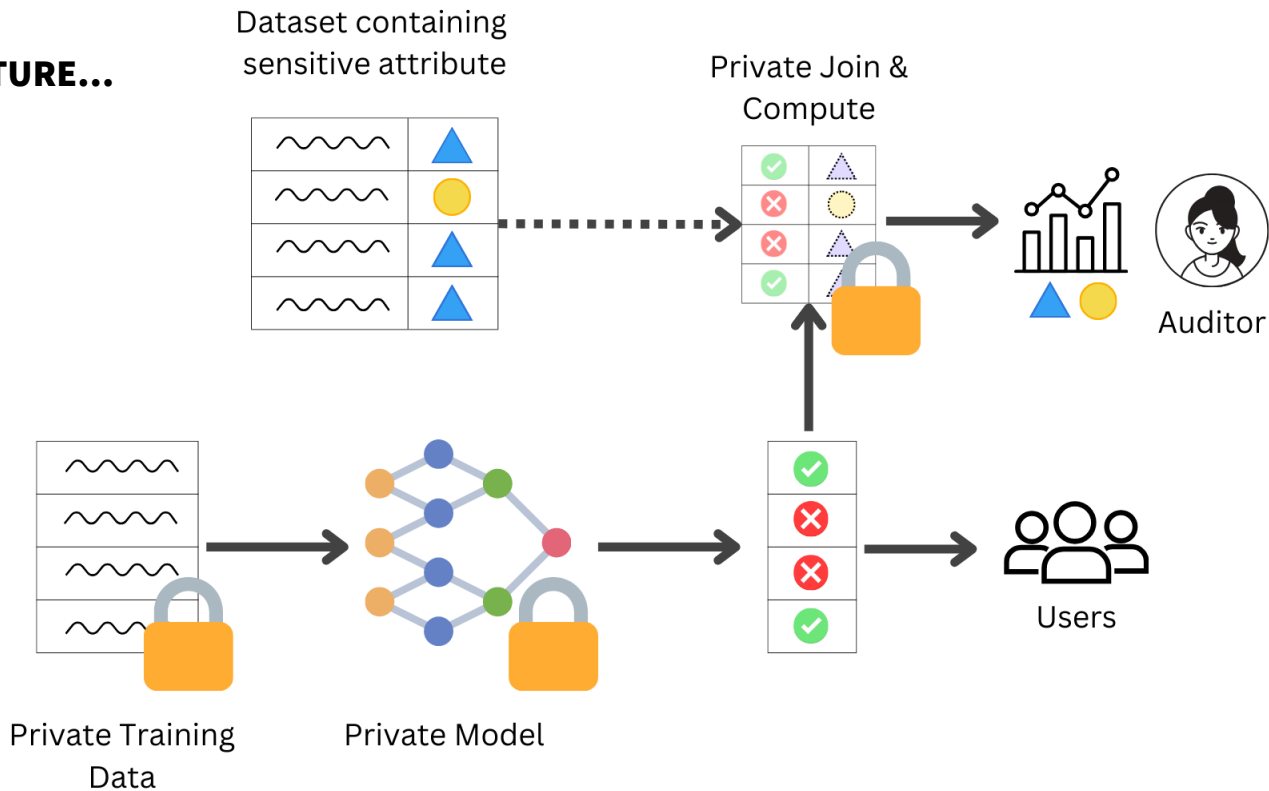 Dataset containing
sensitive attribute
TURE...
Private Join &
Compute
Auditor
Users
Private Training
Data
Private Model